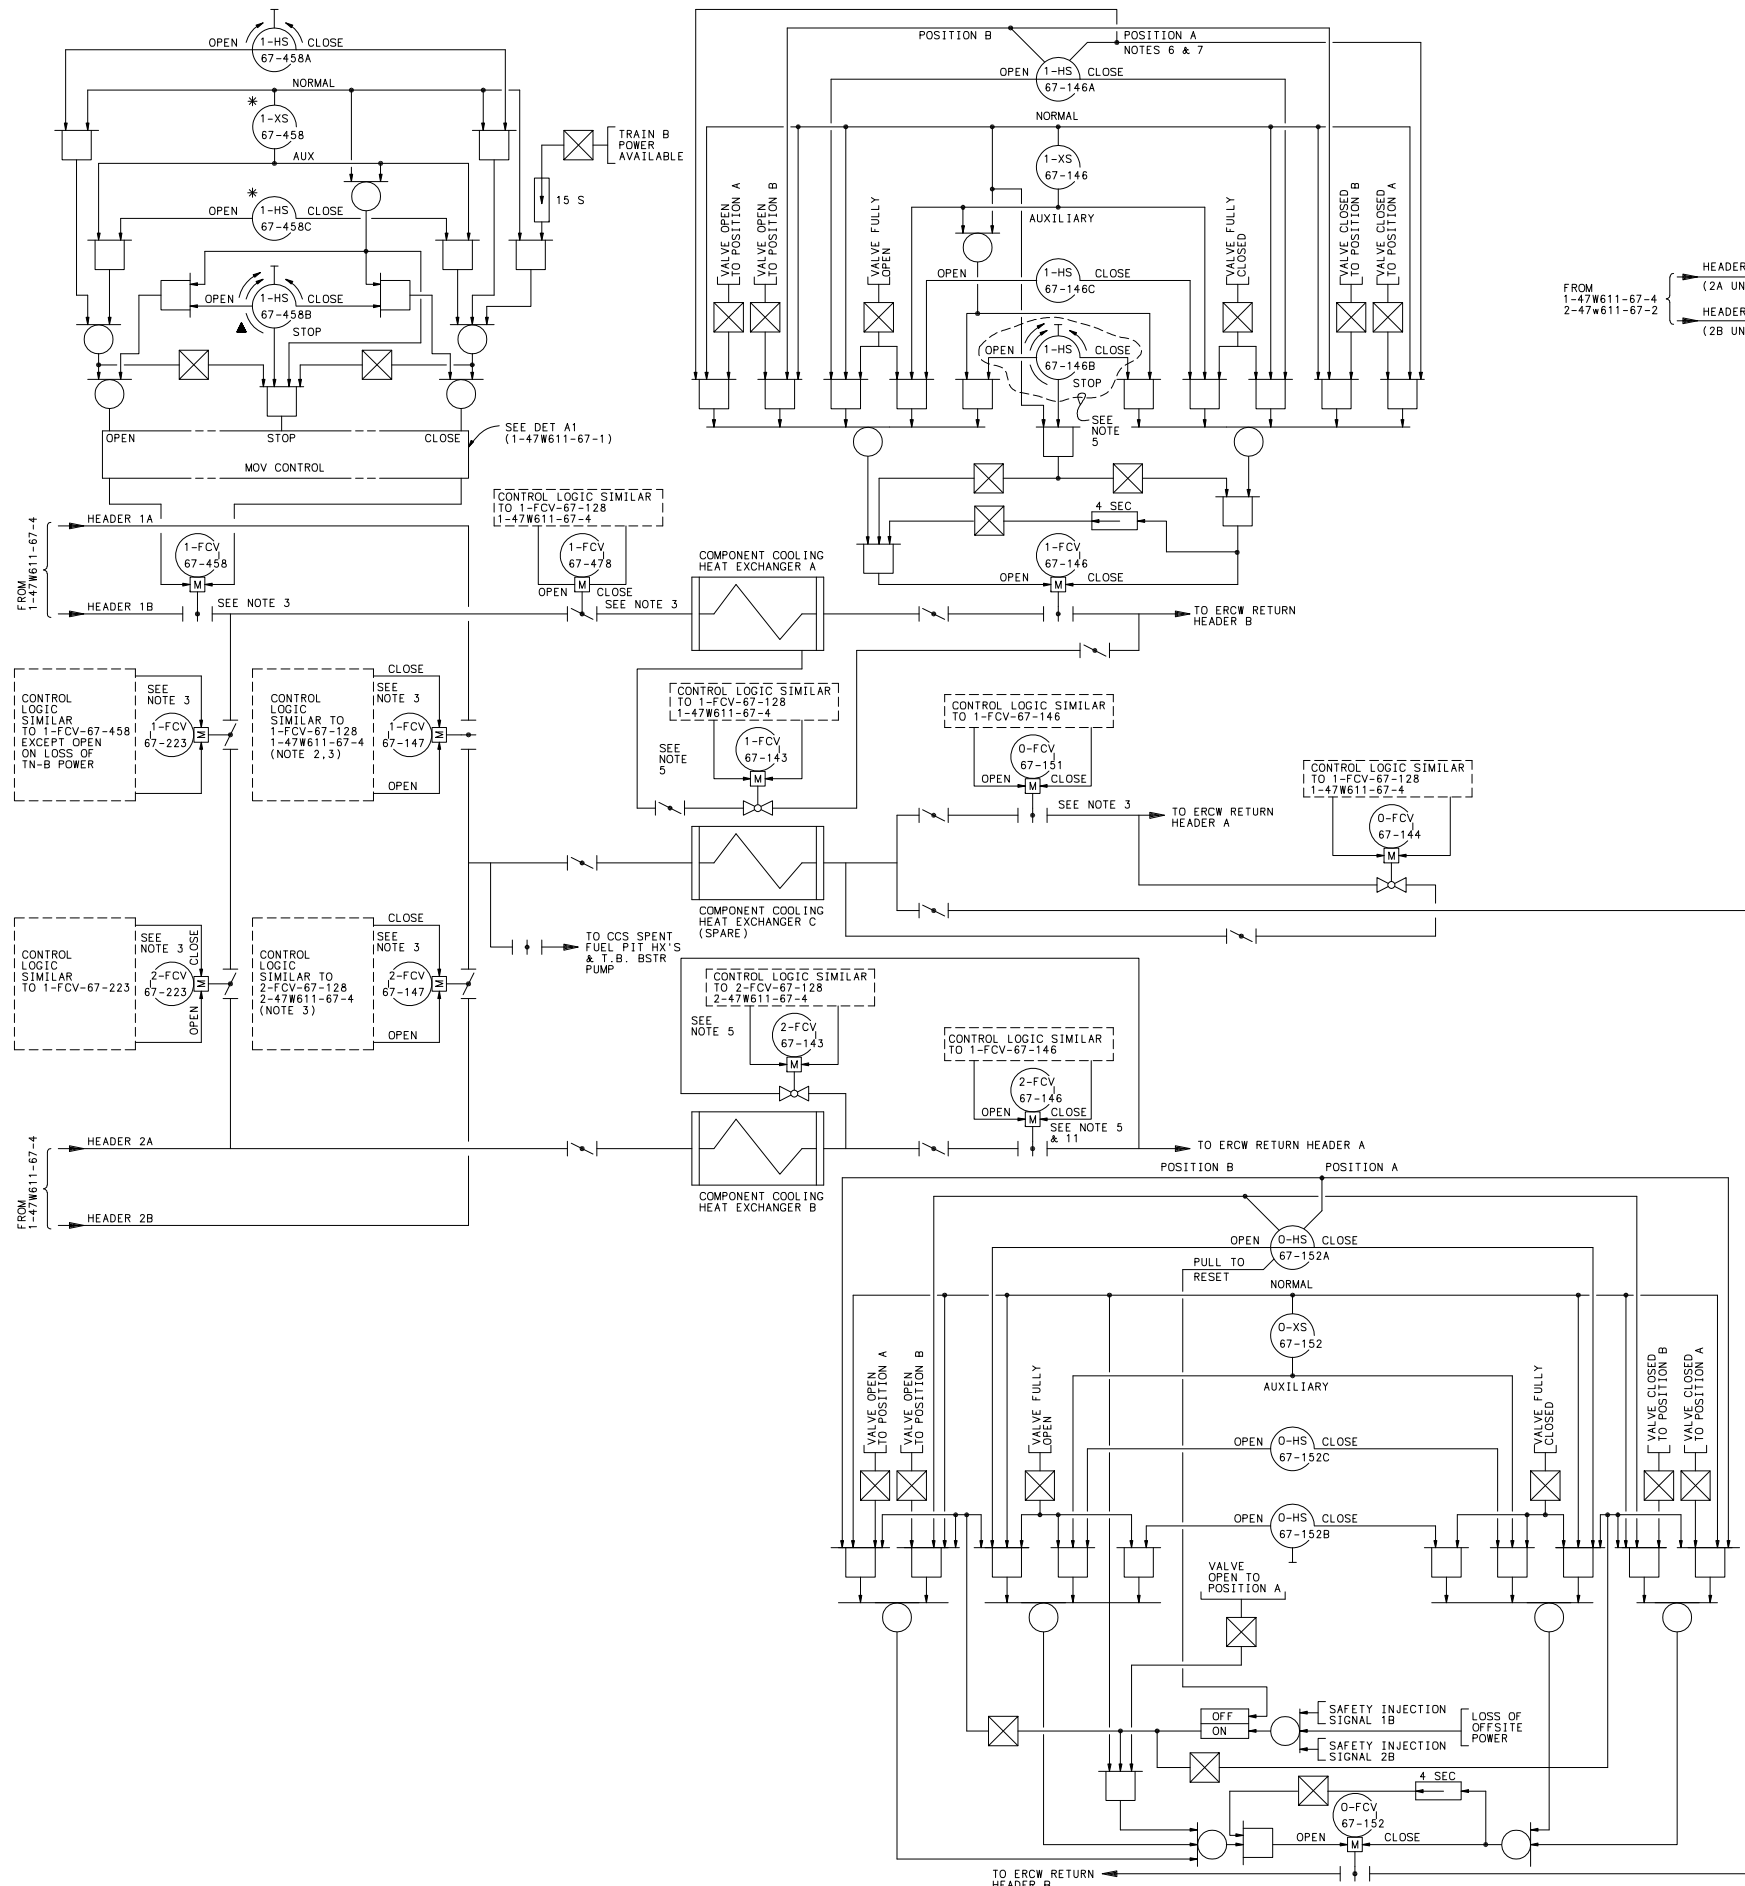 OPEN
1-HS
67-458A
CLOSE
NORMAL
*
1-XS
67-458
AUX
TRAIN B
POWER
AVAILABLE
15 S
*
OPEN
1-HS
67-458C
CLOSE
OPEN
1-HS
67-458B
CLOSE
STOP
OPEN
STOP
CLOSE
MOV CONTROL
SEE DET A1
(1-47W611-67-1)
POSITION B
POSITION A
NOTES 6 & 7
OPEN
1-HS
67-146A
CLOSE
NORMAL
1-XS
67-146
AUXILIARY
VALVE OPEN
TO POSITION A
VALVE OPEN
TO POSITION B
VALVE FULLY
OPEN
VALVE FULLY
CLOSED
VALVE CLOSED
TO POSITION B
VALVE CLOSED
TO POSITION A
OPEN
1-HS
67-146C
CLOSE
OPEN
1-HS
67-146B
CLOSE
STOP
SEE
NOTE
5
4 SEC
1-FCV
67-146
OPEN
M
CLOSE
FROM
1-47W611-67-4
2-47w611-67-2
HEADER
(2A UN
HEADER
(2B UN
FROM
1-47W611-67-4
HEADER 1A
HEADER 1B
1-FCV
67-458
M
SEE NOTE 3
CONTROL LOGIC SIMILAR
TO 1-FCV-67-128
1-47W611-67-4
1-FCV
67-478
M
OPEN
CLOSE
SEE NOTE 3
COMPONENT COOLING
HEAT EXCHANGER A
TO ERCW RETURN
HEADER B
CONTROL
LOGIC
SIMILAR
TO 1-FCV-67-458
EXCEPT OPEN
ON LOSS OF
TN-B POWER
SEE
NOTE 3
1-FCV
67-223
M
CONTROL
LOGIC
SIMILAR TO
1-FCV-67-128
1-47W611-67-4
(NOTE 2,3)
CLOSE
SEE
NOTE 3
1-FCV
67-147
M
OPEN
SEE
NOTE
5
CONTROL LOGIC SIMILAR
TO 1-FCV-67-128
1-47W611-67-4
1-FCV
67-143
M
CONTROL LOGIC SIMILAR
TO 1-FCV-67-146
0-FCV
67-151
OPEN
M
CLOSE
SEE NOTE 3
TO ERCW RETURN
HEADER A
CONTROL LOGIC SIMILAR
TO 1-FCV-67-128
1-47W611-67-4
0-FCV
67-144
M
COMPONENT COOLING
HEAT EXCHANGER C
(SPARE)
TO CCS SPENT
FUEL PIT HX'S
& T.B. BSTR
PUMP
CONTROL
LOGIC
SIMILAR
TO 1-FCV-67-223
SEE
NOTE 3
CLOSE
2-FCV
67-223
M
OPEN
CONTROL
LOGIC
SIMILAR TO
2-FCV-67-128
2-47W611-67-4
(NOTE 3)
CLOSE
SEE
NOTE 3
2-FCV
67-147
M
OPEN
CONTROL LOGIC SIMILAR
TO 2-FCV-67-128
2-47W611-67-4
SEE
NOTE 5
2-FCV
67-143
M
CONTROL LOGIC SIMILAR
TO 1-FCV-67-146
2-FCV
67-146
OPEN
M
CLOSE
SEE NOTE 5
& 11
FROM
1-47W611-67-4
HEADER 2A
HEADER 2B
COMPONENT COOLING
HEAT EXCHANGER B
TO ERCW RETURN HEADER A
POSITION B
POSITION A
OPEN
0-HS
67-152A
CLOSE
PULL TO
RESET
NORMAL
0-XS
67-152
AUXILIARY
VALVE OPEN
TO POSITION A
VALVE OPEN
TO POSITION B
VALVE FULLY
OPEN
VALVE FULLY
CLOSED
VALVE CLOSED
TO POSITION B
VALVE CLOSED
TO POSITION A
OPEN
0-HS
67-152C
CLOSE
OPEN
0-HS
67-152B
CLOSE
VALVE
OPEN TO
POSITION A
OFF
ON
SAFETY INJECTION
SIGNAL 1B
SAFETY INJECTION
SIGNAL 2B
LOSS OF
OFFSITE
POWER
4 SEC
0-FCV
67-152
OPEN
M
CLOSE
TO ERCW RETURN
HEADER B